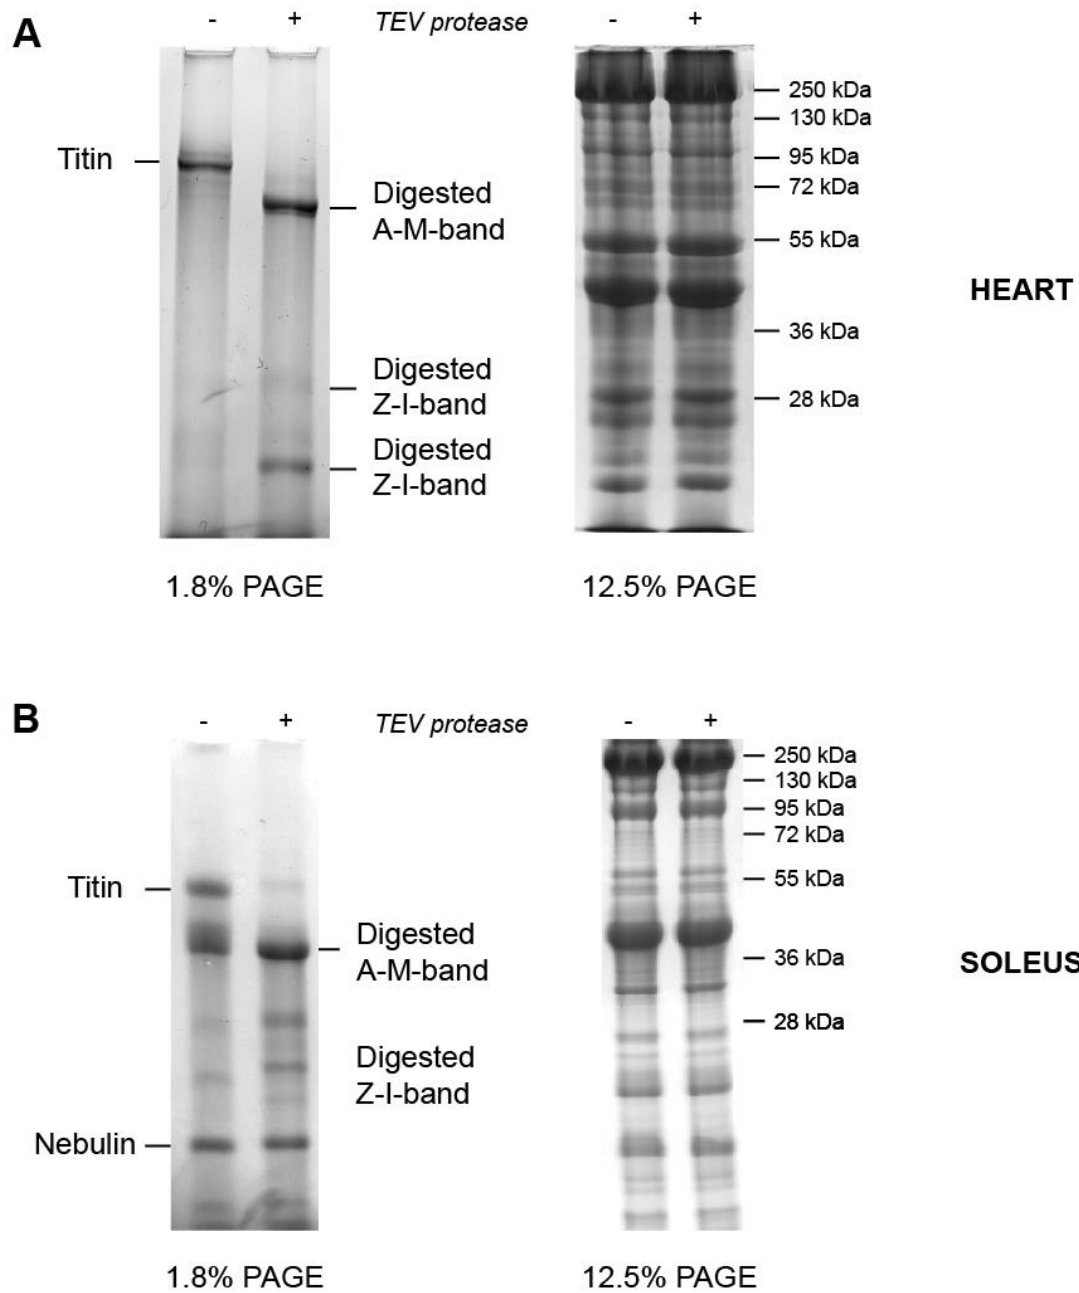 A
- + TEV protease - +
Titin
Digested
A-M-band
Digested
Z-I-band
Digested
Z-I-band
250 kDa
130 kDa
95 kDa
72 kDa
55 kDa
36 kDa
28 kDa
HEART
1.8% PAGE
12.5% PAGE
B
- + TEV protease - +
Titin
Digested
A-M-band
Digested
Z-I-band
Nebulin
250 kDa
130 kDa
95 kDa
72 kDa
55 kDa
36 kDa
28 kDa
SOLEUS
1.8% PAGE
12.5% PAGE